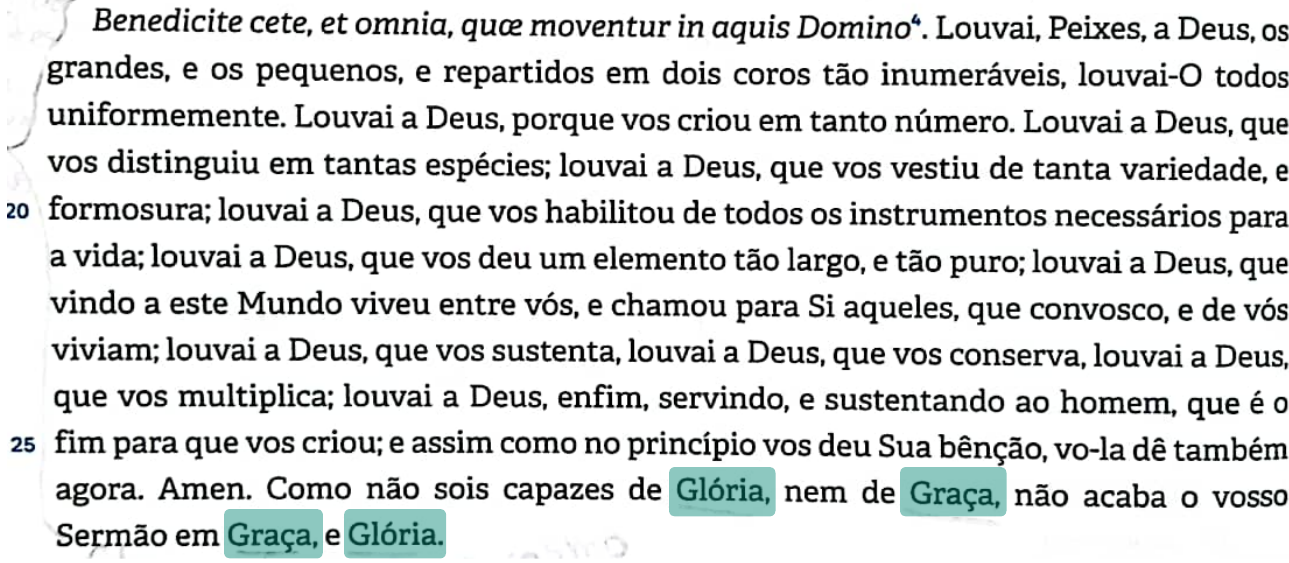 Benedicite cete, et omnia, quæ moventur in aquis Domino⁴. Louvai, Peixes, a Deus, os
grandes, e os pequenos, e repartidos em dois coros tão inumeráveis, louvai-O todos
uniformemente. Louvai a Deus, porque vos criou em tanto número. Louvai a Deus, que
vos distinguiu em tantas espécies; louvai a Deus, que vos vestiu de tanta variedade, e
20 formosura; louvai a Deus, que vos habilitou de todos os instrumentos necessários para
a vida; louvai a Deus, que vos deu um elemento tão largo, e tão puro; louvai a Deus, que
vindo a este Mundo viveu entre vós, e chamou para Si aqueles, que convosco, e de vós
viviam; louvai a Deus, que vos sustenta, louvai a Deus, que vos conserva, louvai a Deus,
que vos multiplica; louvai a Deus, enfim, servindo, e sustentando ao homem, que é o
25 fim para que vos criou; e assim como no princípio vos deu Sua bênção, vo-la dê também
agora. Amen. Como não sois capazes de Glória, nem de Graça, não acaba o vosso
Sermão em Graça, e Glória.